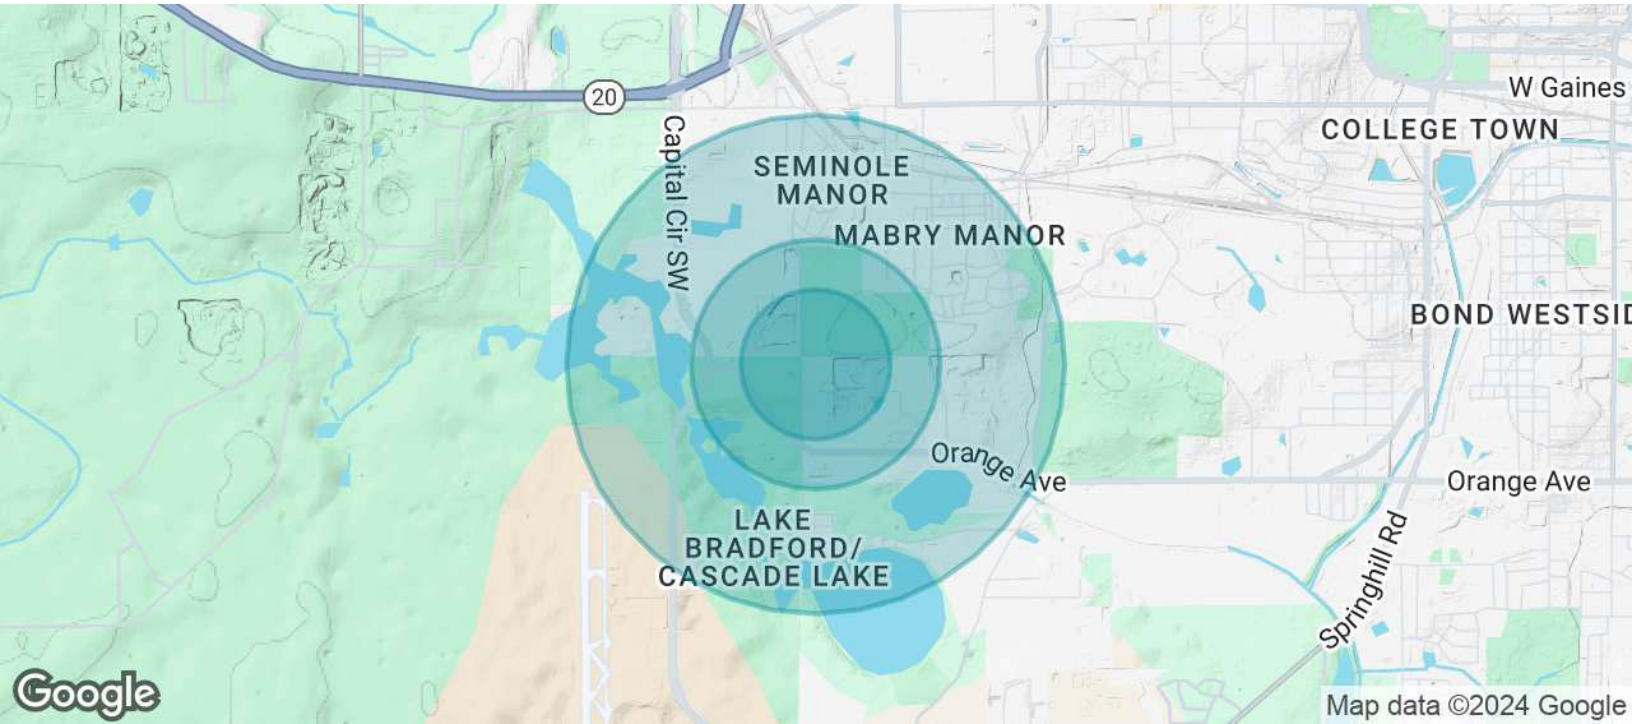 20
W Gaines
COLLEGE TOWN
Capital Cir SW
SEMINOLE
MANOR
MABRY MANOR
BOND WESTSID
Orange Ave
Orange Ave
LAKE
BRADFORD/
CASCADE LAKE
Springhill Rd
Google
Map data ©2024 Google